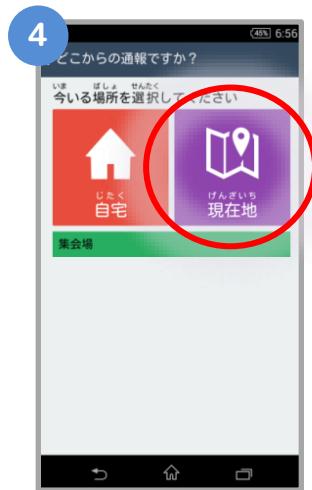 4
45% 6:56
どこからの通報ですか？
いま ばしょ せんたく
今いる場所を選択してください
じたく
自宅
げんざいち
現在地
集会場